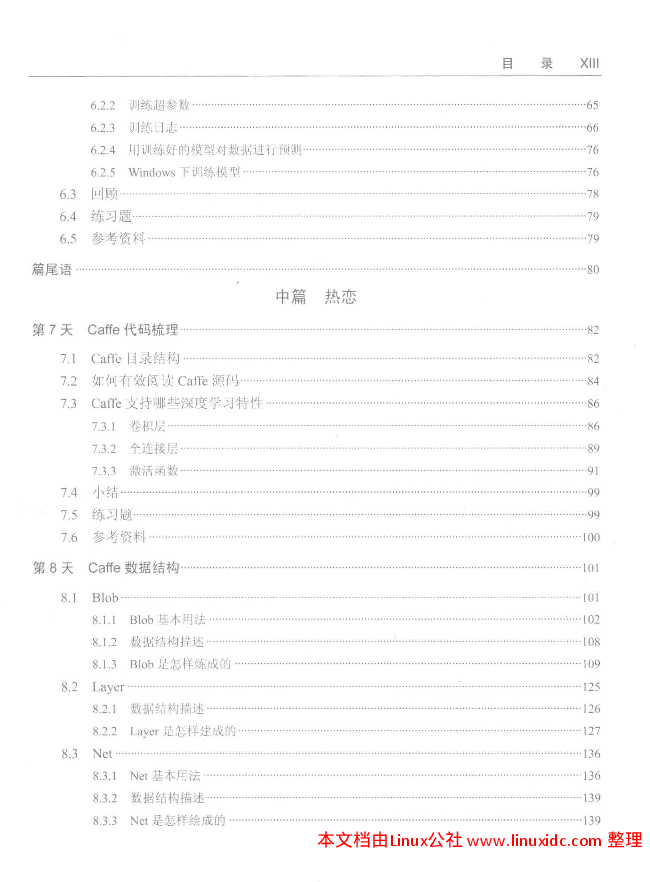 目 录 XIII
6.2.2 训练超参数 65
6.2.3 训练日志 66
6.2.4 用训练好的模型对数据进行预测 76
6.2.5 Windows 下训练模型 76
6.3 回顾 78
6.4 练习题 79
6.5 参考资料 79
篇尾语 80
中篇 热恋
第 7 天 Caffe 代码梳理 82
7.1 Caffe 目录结构 82
7.2 如何有效阅读 Caffe 源码 84
7.3 Caffe 支持哪些深度学习特性 86
7.3.1 卷积层 86
7.3.2 全连接层 89
7.3.3 激活函数 91
7.4 小结 99
7.5 练习题 99
7.6 参考资料 100
第 8 天 Caffe 数据结构 101
8.1 Blob 101
8.1.1 Blob 基本用法 102
8.1.2 数据结构描述 108
8.1.3 Blob 是怎样炼成的 109
8.2 Layer 125
8.2.1 数据结构描述 126
8.2.2 Layer 是怎样建成的 127
8.3 Net 136
8.3.1 Net 基本用法 136
8.3.2 数据结构描述 139
8.3.3 Net 是怎样绘成的 139
本文档由Linux公社 www.linuxidc.com 整理